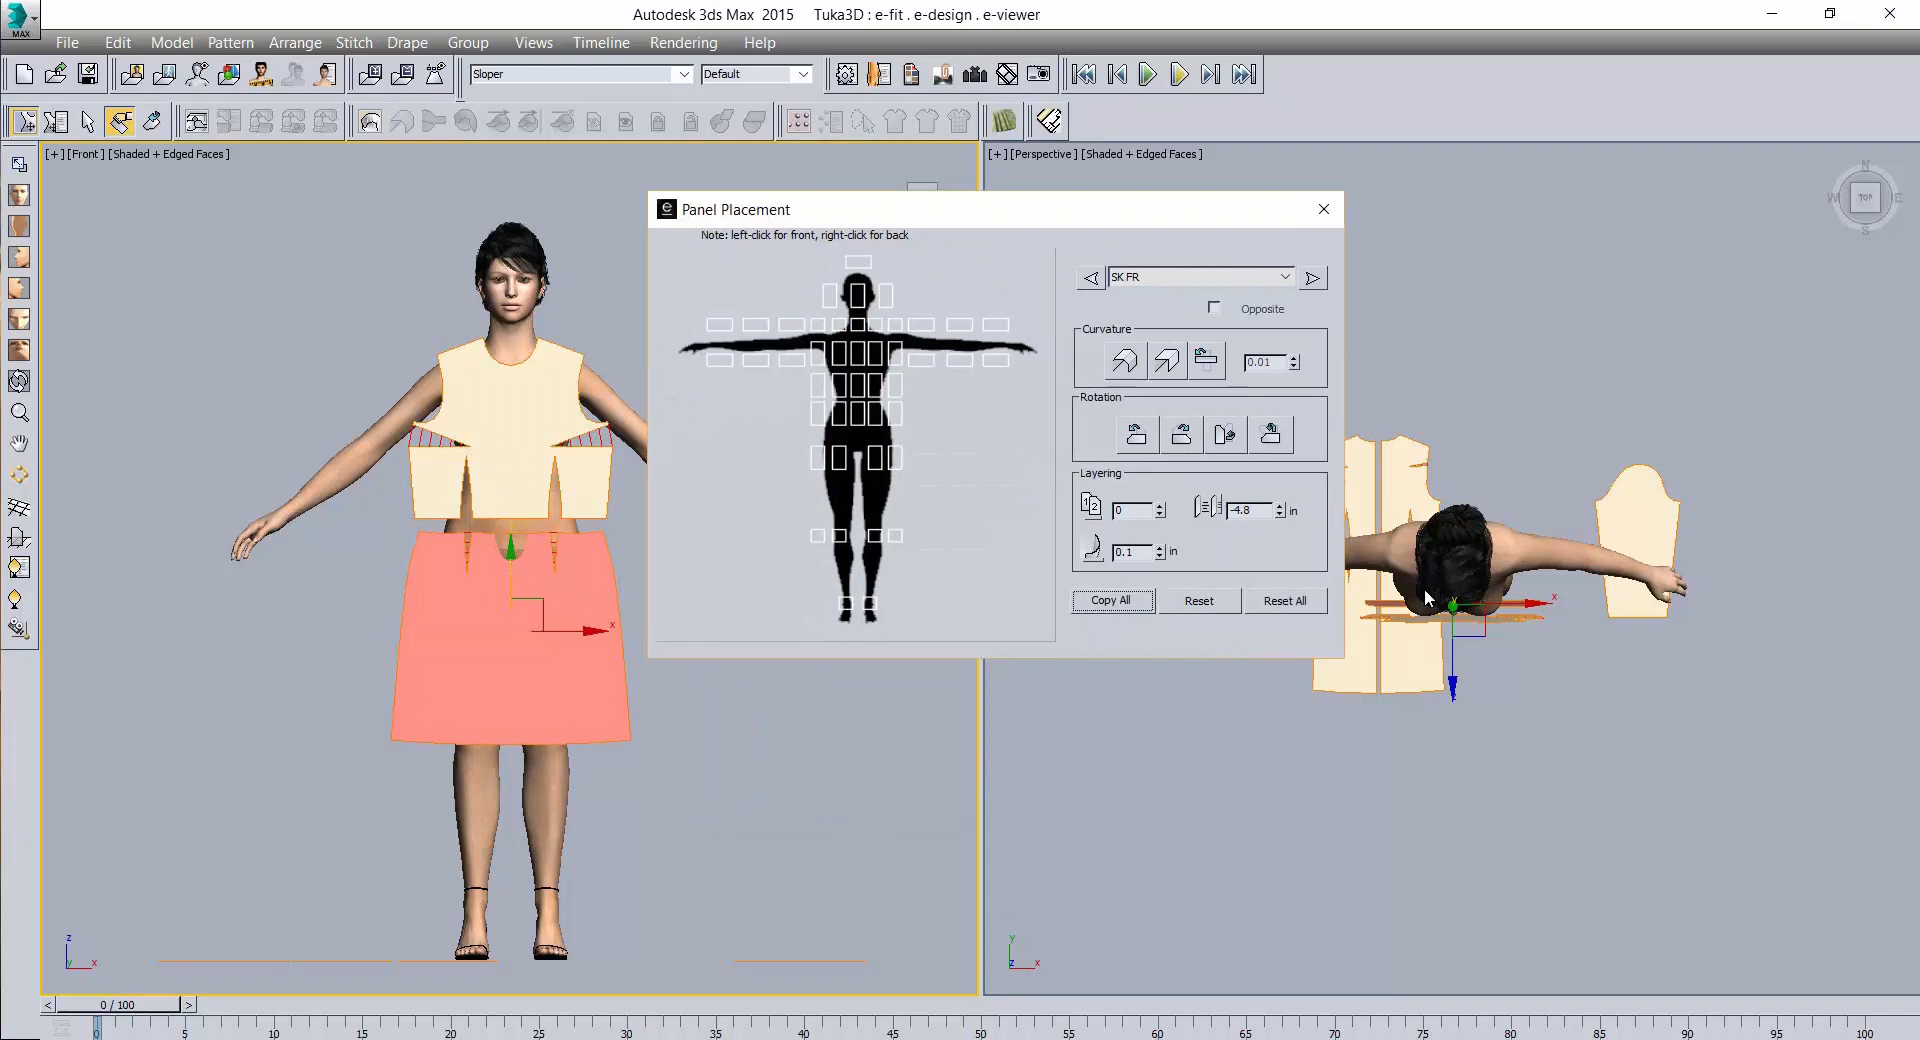 Autodesk 3ds Max 2015 Tuka3D : e-fit . e-design . e-viewer
MAX
File Edit Model Pattern Arrange Stitch Drape Group Views Timeline Rendering Help
Sloper Default
[+] [Front ] [Shaded + Edged Faces ]
[+] [Perspective ] [Shaded + Edged Faces ]
N
W TOP E
S
e Panel Placement
Note: left-click for front, right-click for back
SK FR
Opposite
Curvature
0.01
Rotation
Layering
1 2 0 -4.8 in
0.1 in
Copy All Reset Reset All
x
y x
z
y x
y
z x
< 0 / 100 >
0 5 10 15 20 25 30 35 40 45 50 55 60 65 70 75 80 85 90 95 100